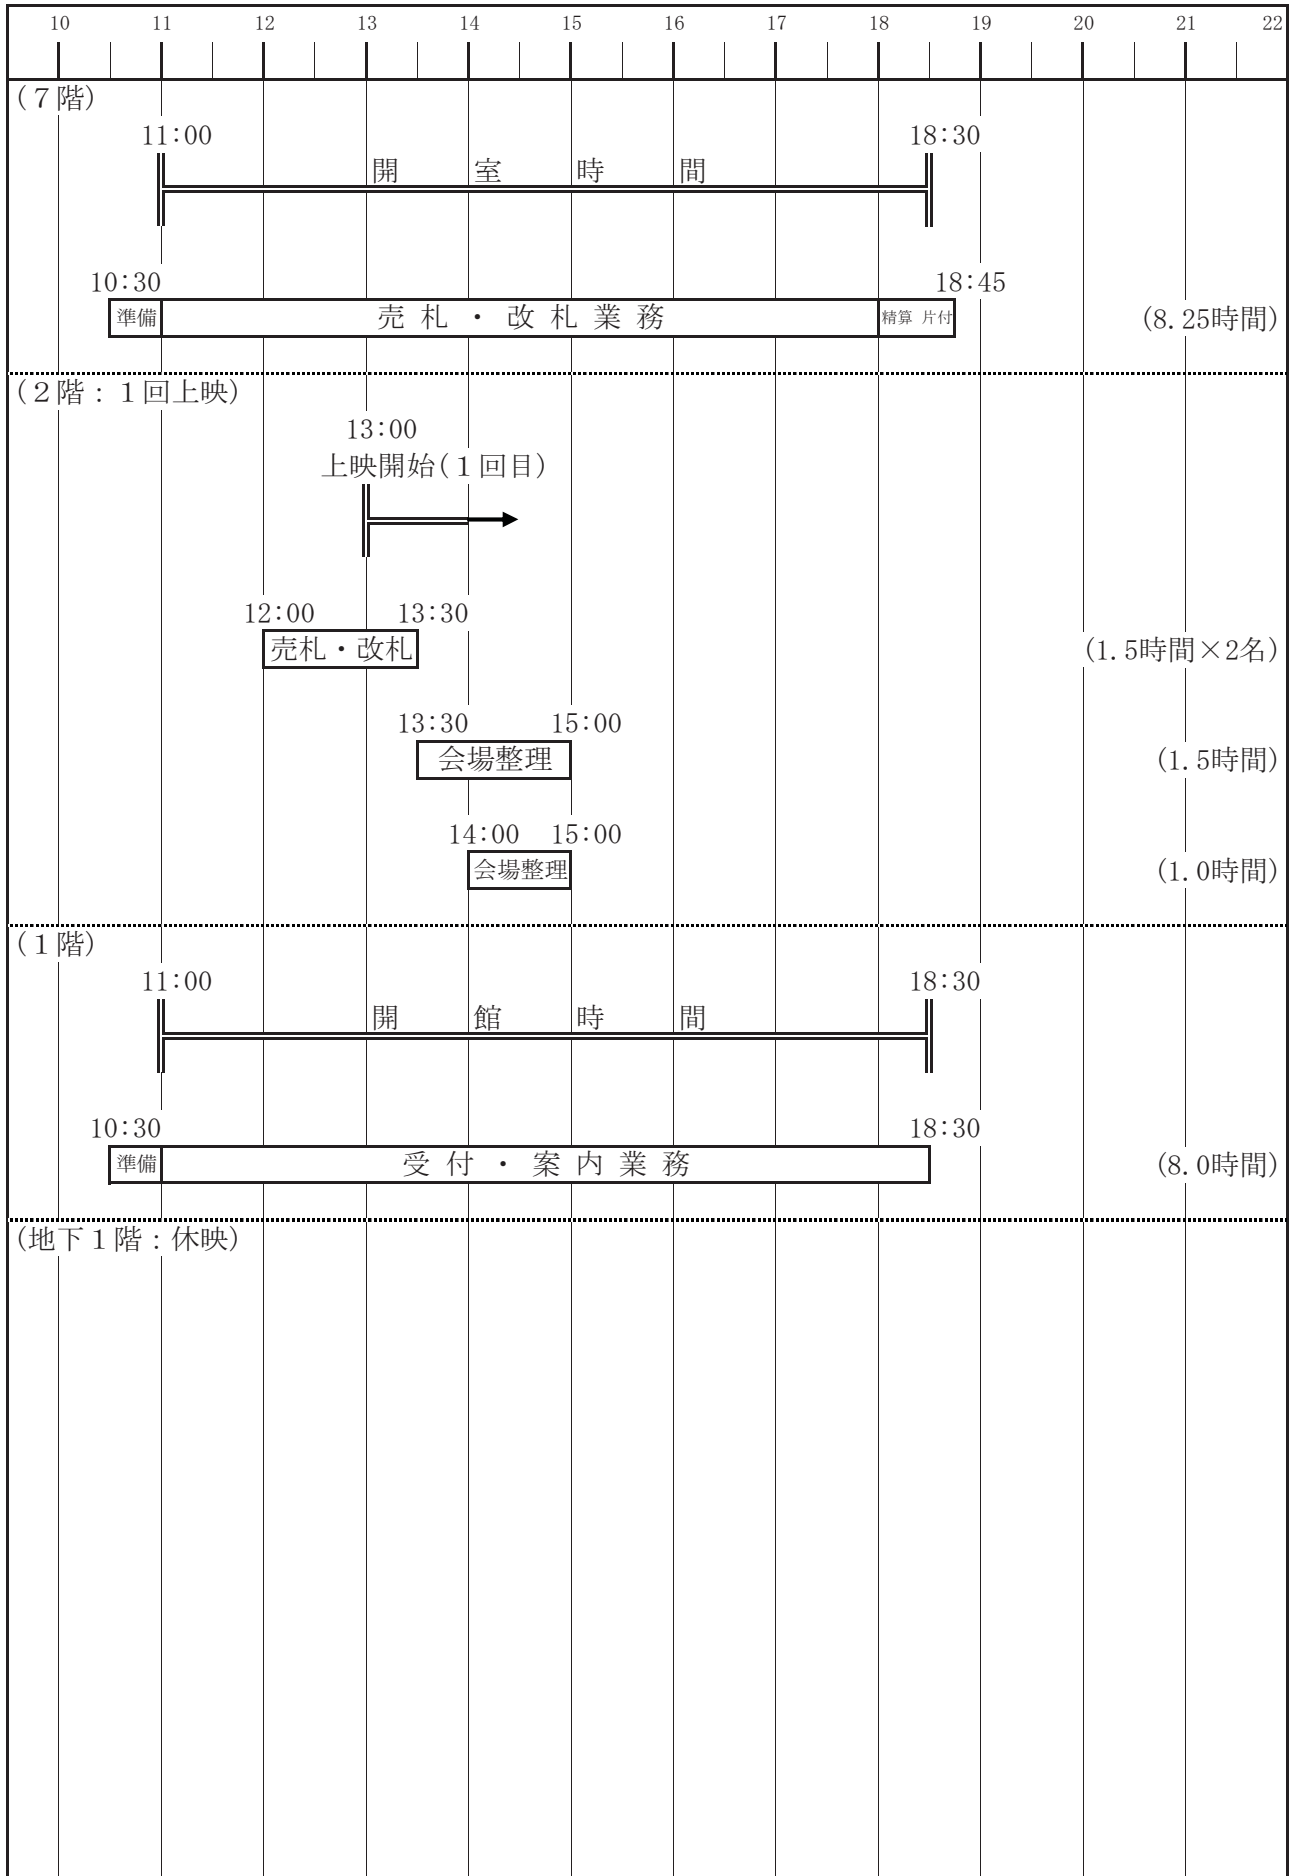 10 11 12 13 14 15 16 17 18 19 20 21 22
(７階)
11:00 18:30
開 室 時 間
10:30 18:45
準備 売 札 ・ 改 札 業 務 精算 片付 (8.25時間)
(２階：１回上映)
13:00
上映開始(１回目)
12:00 13:30
売札・改札 (1.5時間×2名)
13:30 15:00
会場整理 (1.5時間)
14:00 15:00
会場整理 (1.0時間)
(１階)
11:00 18:30
開 館 時 間
10:30 18:30
準備 受 付 ・ 案 内 業 務 (8.0時間)
(地下１階：休映)